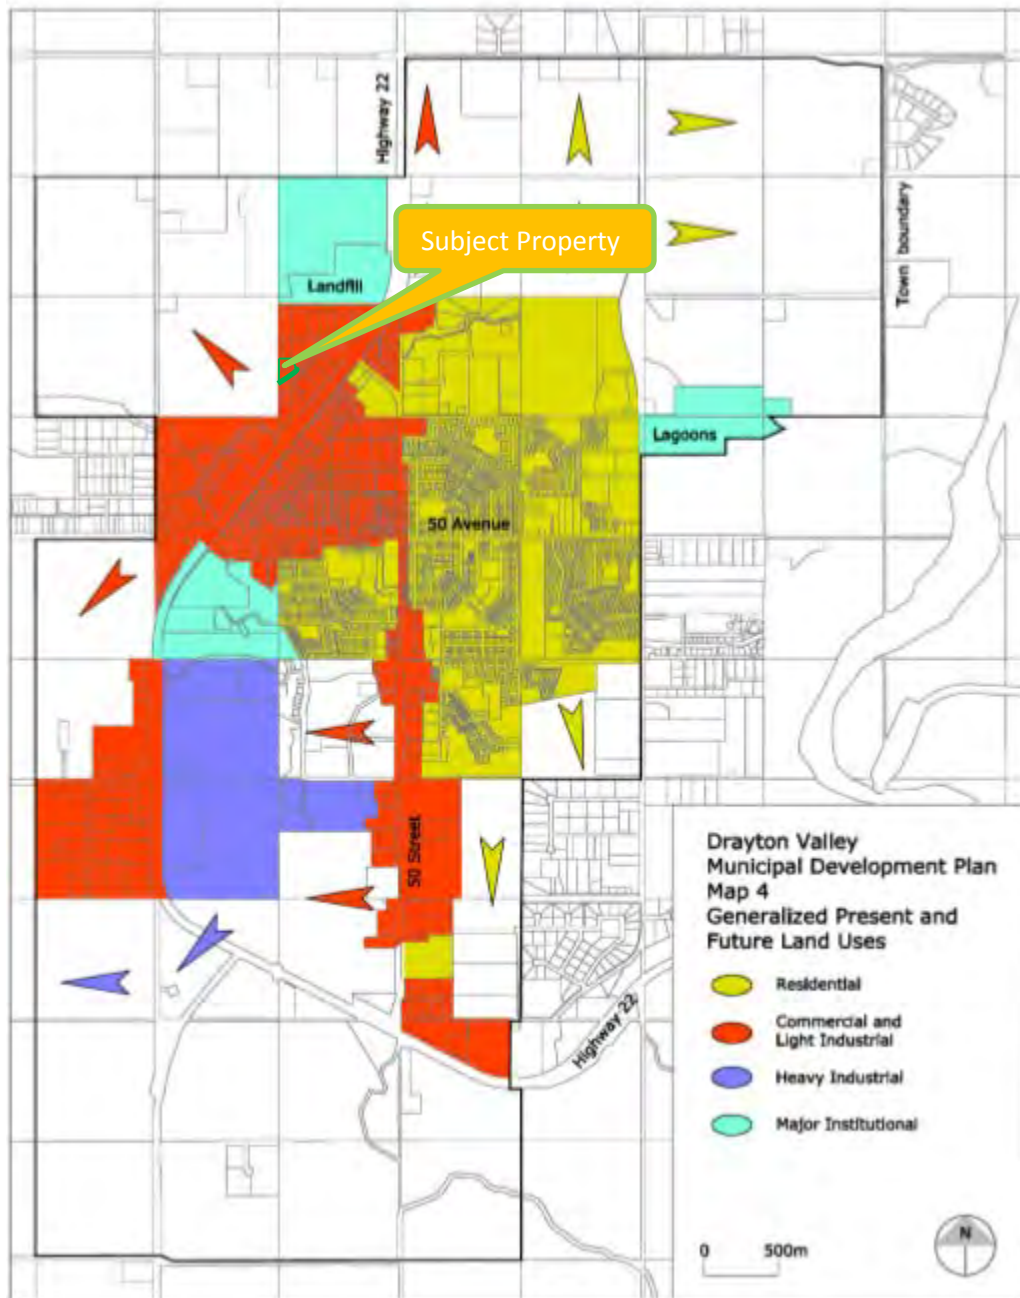 Highway 22
Subject Property
Town boundary
Landfill
Lagoons
50 Avenue
50 Street
Highway 22
Drayton Valley
Municipal Development Plan
Map 4
Generalized Present and
Future Land Uses
Residential
Commercial and
Light Industrial
Heavy Industrial
Major Institutional
N
0 500m